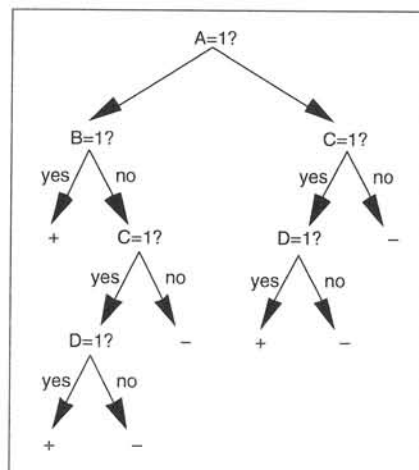 A=1?
B=1? C=1?
yes no yes no
+ C=1? D=1? –
yes no yes no
D=1? – + –
yes no
+ –